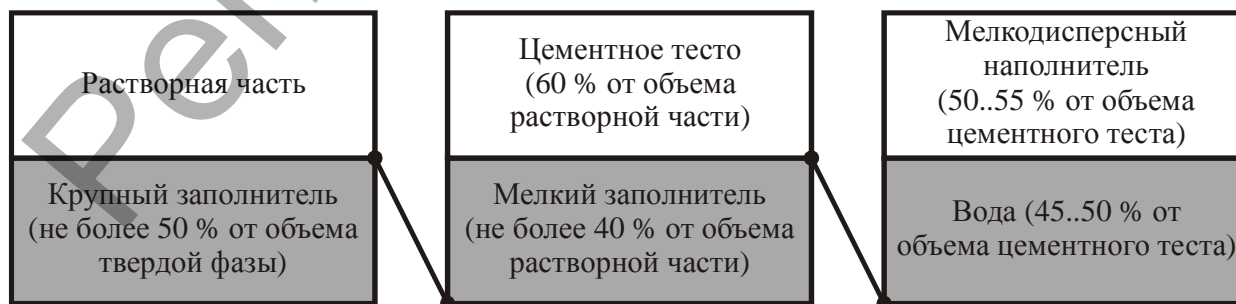 Растворная часть
Крупный заполнитель
(не более 50 % от объема
твердой фазы)
Цементное тесто
(60 % от объема
растворной части)
Мелкий заполнитель
(не более 40 % от объема
растворной части)
Мелкодисперсный
наполнитель
(50..55 % от объема
цементного теста)
Вода (45..50 % от
объема цементного теста)